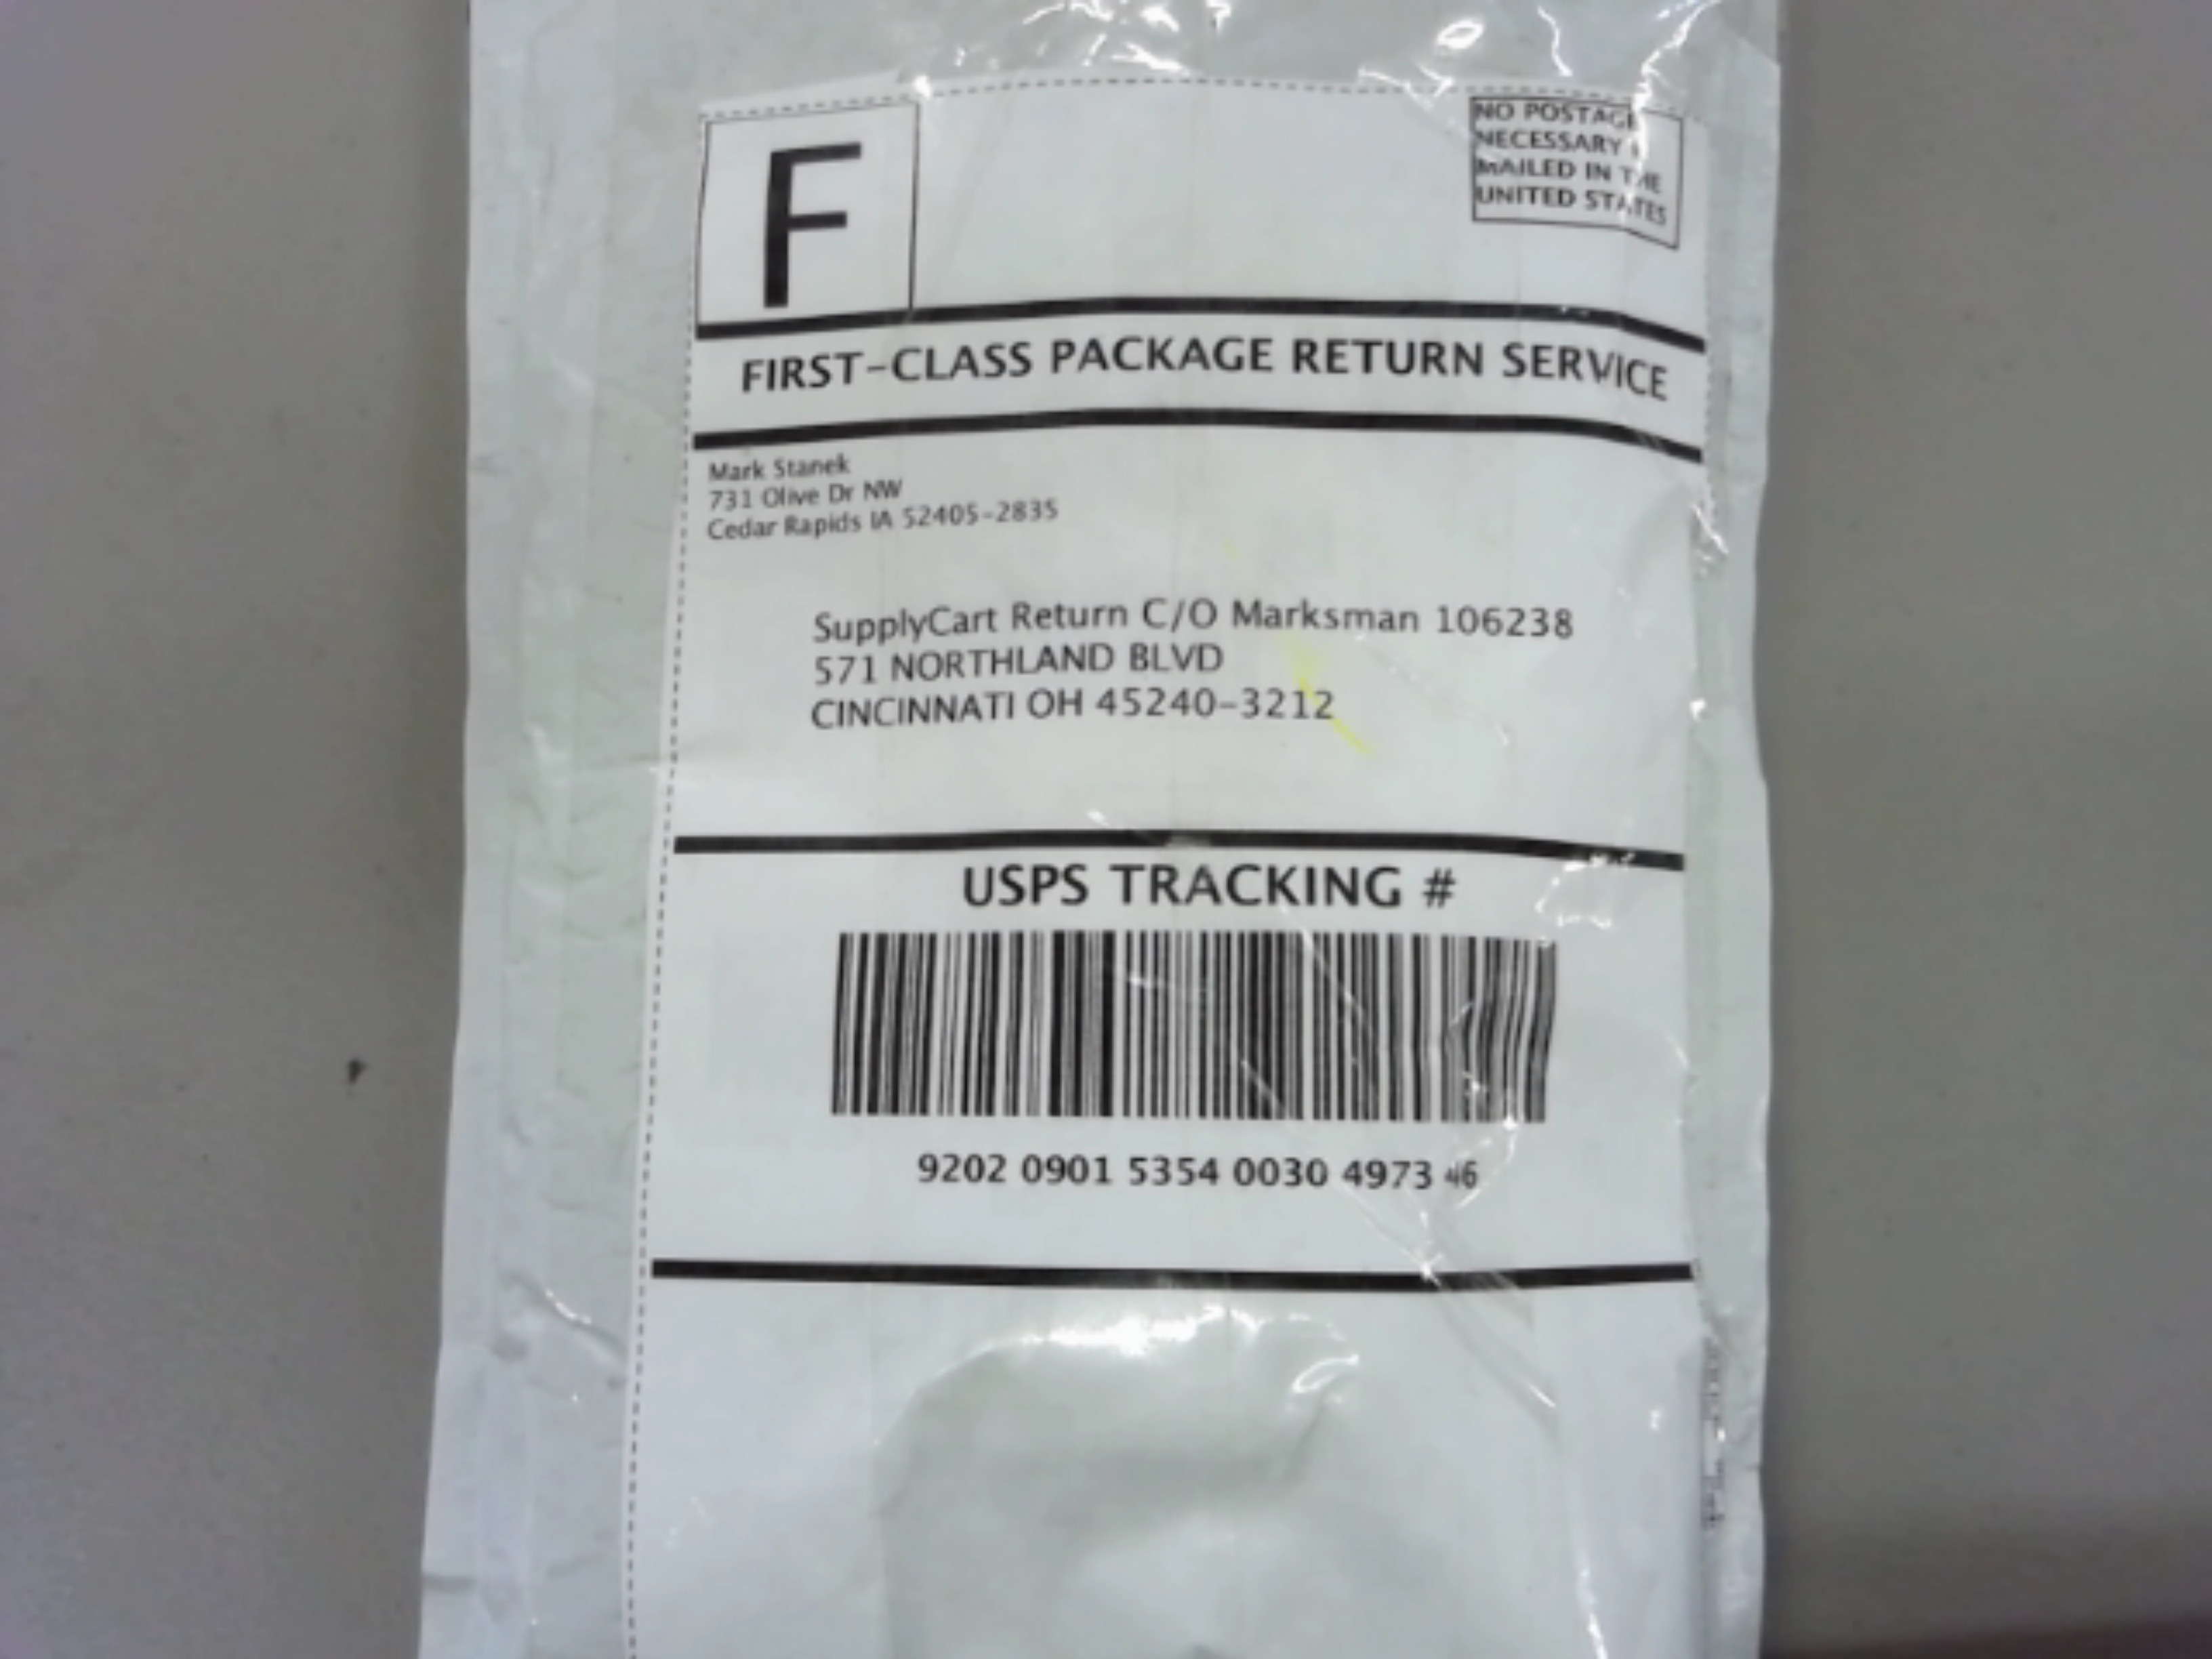 F
NO POSTAGE
NECESSARY
MAILED IN THE
UNITED STATES
FIRST-CLASS PACKAGE RETURN SERVICE
Mark Stanek
731 Olive Dr NW
Cedar Rapids IA 52405-2835
SupplyCart Return C/O Marksman 106238
571 NORTHLAND BLVD
CINCINNATI OH 45240-3212
USPS TRACKING #
9202 0901 5354 0030 4973 46